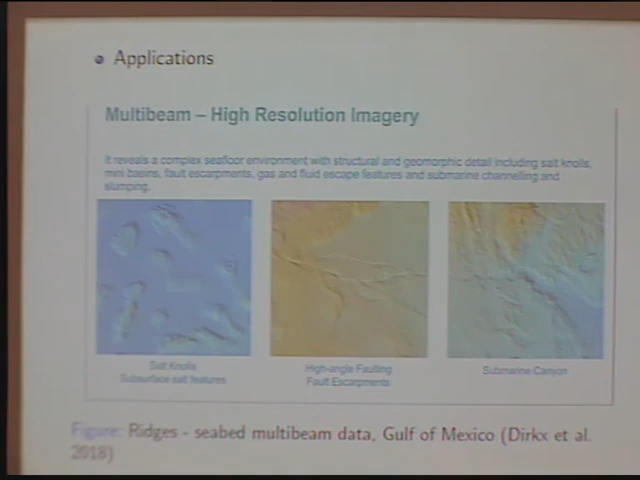 Applications
Multibeam – High Resolution Imagery
It reveals a complex seafloor environment with structural and geomorphic detail including salt knolls,
mini basins, fault escarpments, gas and fluid escape features and submarine channelling and
slumping.
Salt Knolls
Subsurface salt features
High-angle Faulting
Fault Escarpments
Submarine Canyon
Figure: Ridges - seabed multibeam data, Gulf of Mexico (Dirkx et al.
2018)